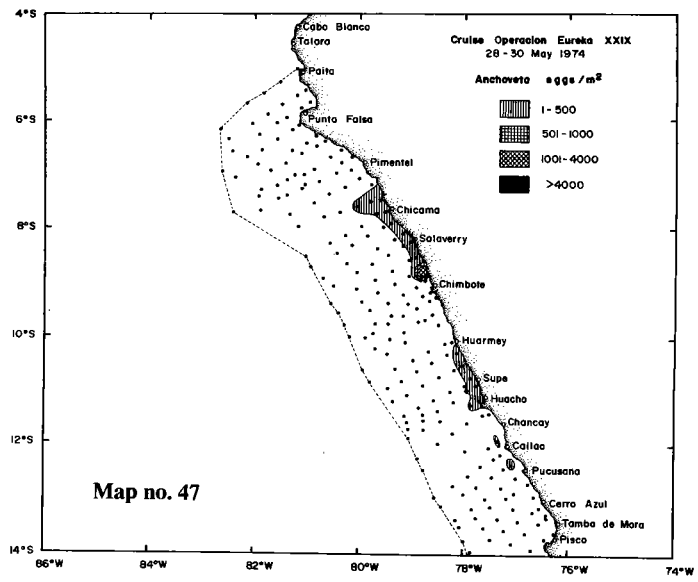 4°S
Cabo Blanco
Talara
Cruise Operacion Eureka XXIX
28-30 May 1974
Paita
Anchoveta eggs/m²
1-500
6°S
Punta Falsa
501-1000
1001-4000
Pimentel
>4000
8°S
Chicama
Salaverry
Chimbote
10°S
Huarmey
Supe
Huacho
Chancay
12°S
Callao
Pucusana
Map no. 47
Cerro Azul
Tambo de Mora
Pisco
14°S
86°W 84°W 82°W 80°W 78°W 76°W 74°W